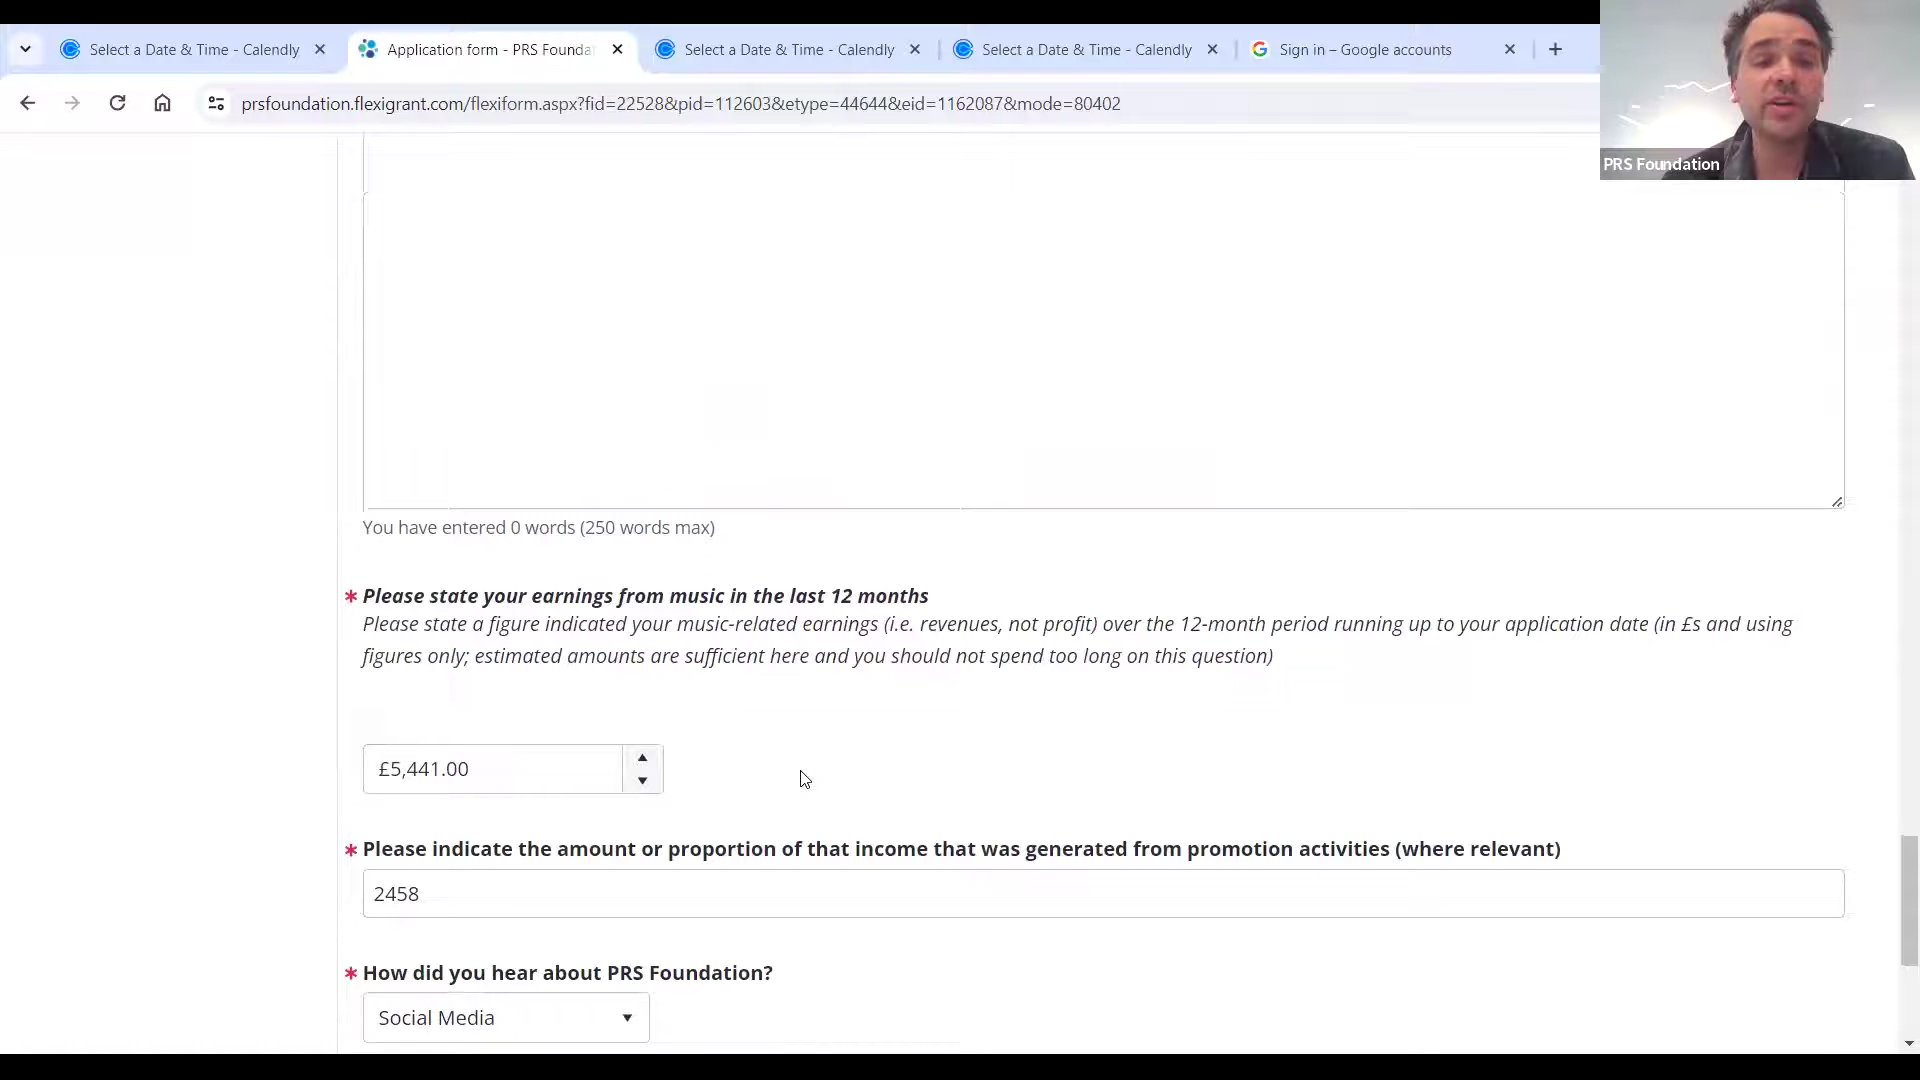 Select a Date & Time - Calendly
Application form - PRS Founda
Select a Date & Time - Calendly
Select a Date & Time - Calendly
Sign in – Google accounts
prsfoundation.flexigrant.com/flexiform.aspx?fid=22528&pid=112603&etype=44644&eid=1162087&mode=80402
PRS Foundation
You have entered 0 words (250 words max)
* Please state your earnings from music in the last 12 months
Please state a figure indicated your music-related earnings (i.e. revenues, not profit) over the 12-month period running up to your application date (in £s and using
figures only; estimated amounts are sufficient here and you should not spend too long on this question)
£5,441.00
* Please indicate the amount or proportion of that income that was generated from promotion activities (where relevant)
2458
* How did you hear about PRS Foundation?
Social Media